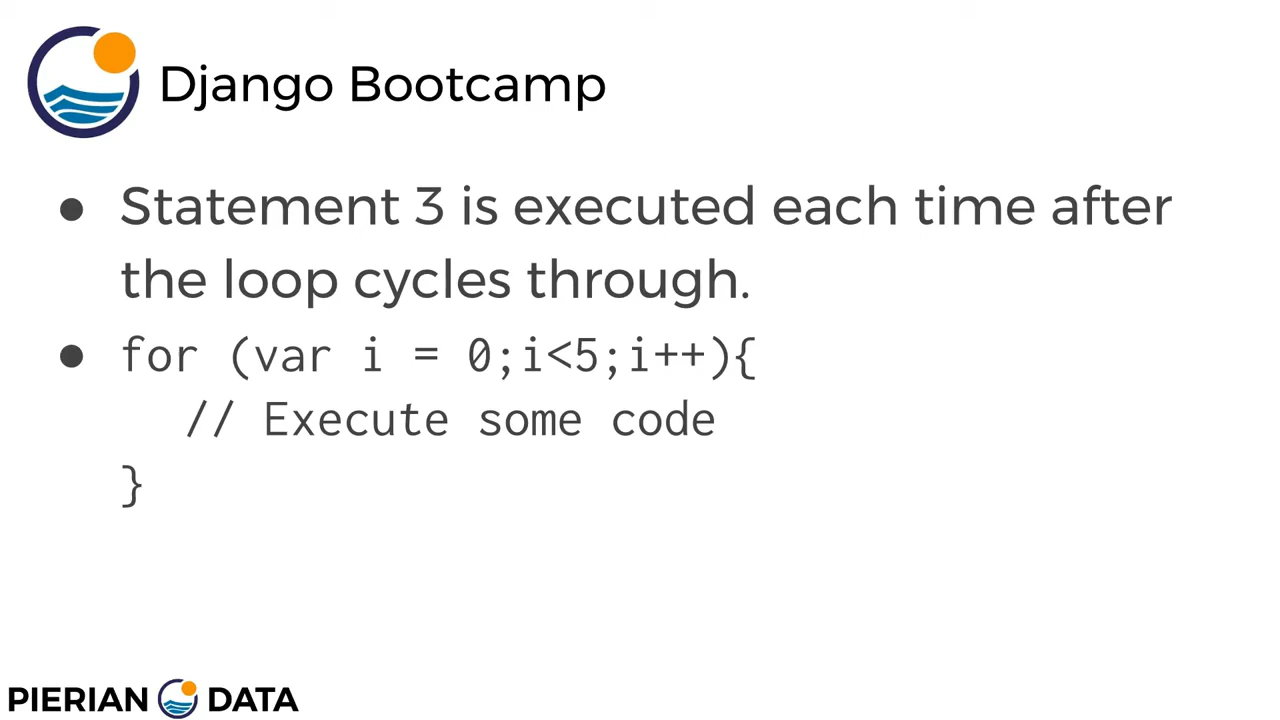 Django Bootcamp
● Statement 3 is executed each time after
the loop cycles through.
● for (var i = 0;i<5;i++){
// Execute some code
}
PIERIAN DATA